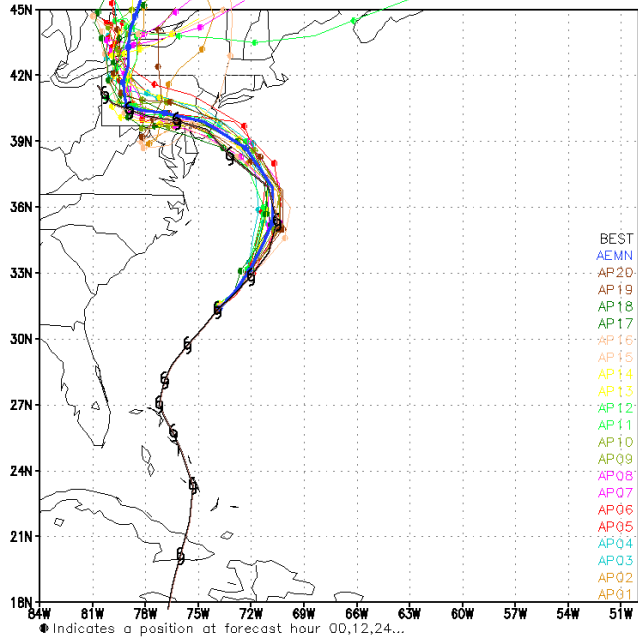 45N
42N
39N
36N
33N
30N
27N
24N
21N
18N
BEST
AEMN
AP20
AP19
AP18
AP17
AP16
AP15
AP14
AP13
AP12
AP11
AP10
AP09
AP08
AP07
AP06
AP05
AP04
AP03
AP02
AP01
84W 81W 78W 75W 72W 69W 66W 63W 60W 57W 54W 51W
Indicates a position at forecast hour 00,12,24...